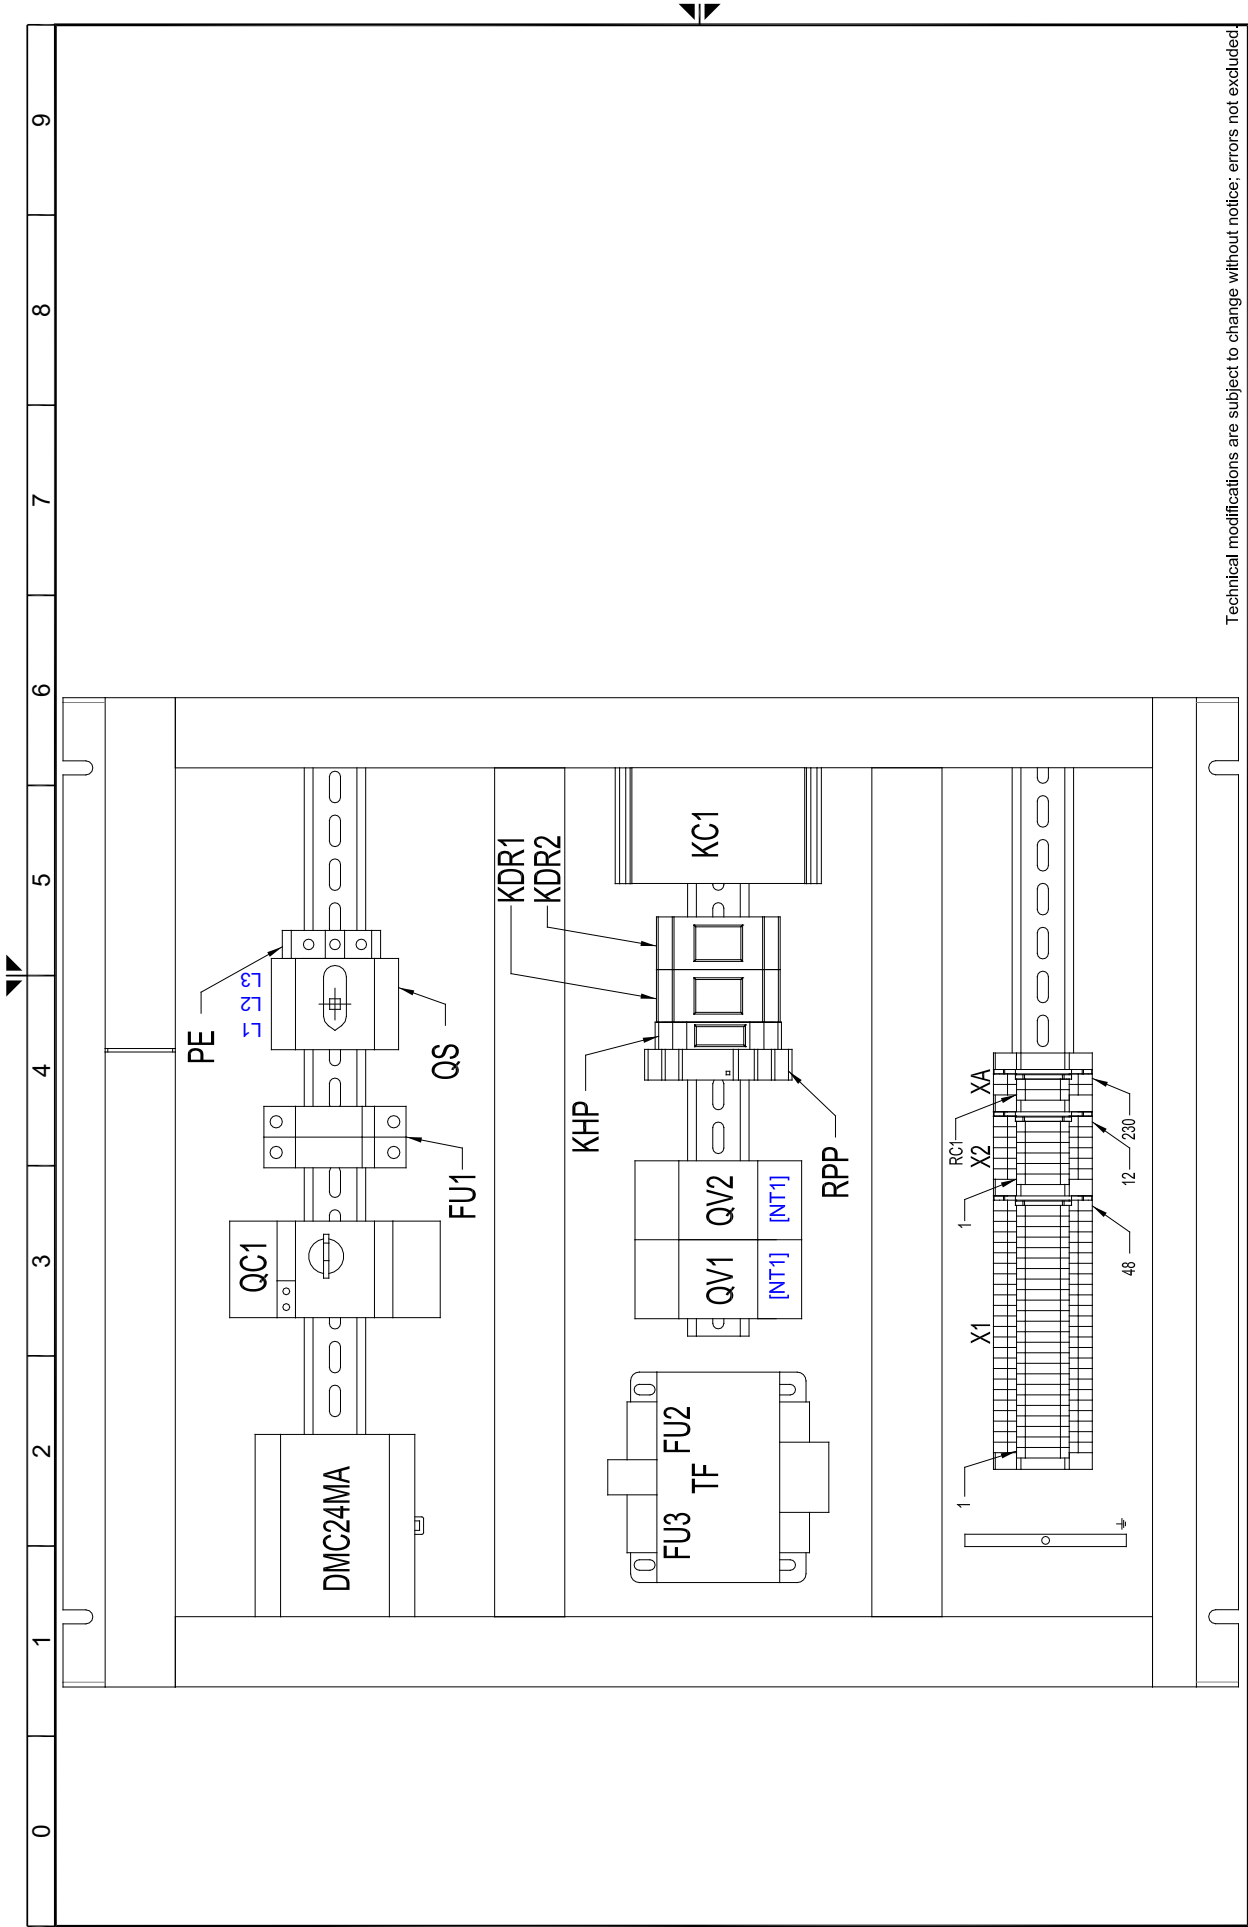 0 1 2 3 4 5 6 7 8 9
PE
L1 L2 L3
DMC24MA
QC1
FU1
QS
KDR1
KDR2
KHP
FU3
FU2
TF
QV1
QV2
KC1
[NT1]
[NT1]
RPP
RC1
1
1
X1
X2
XA
48
12
230
Technical modifications are subject to change without notice; errors not excluded.